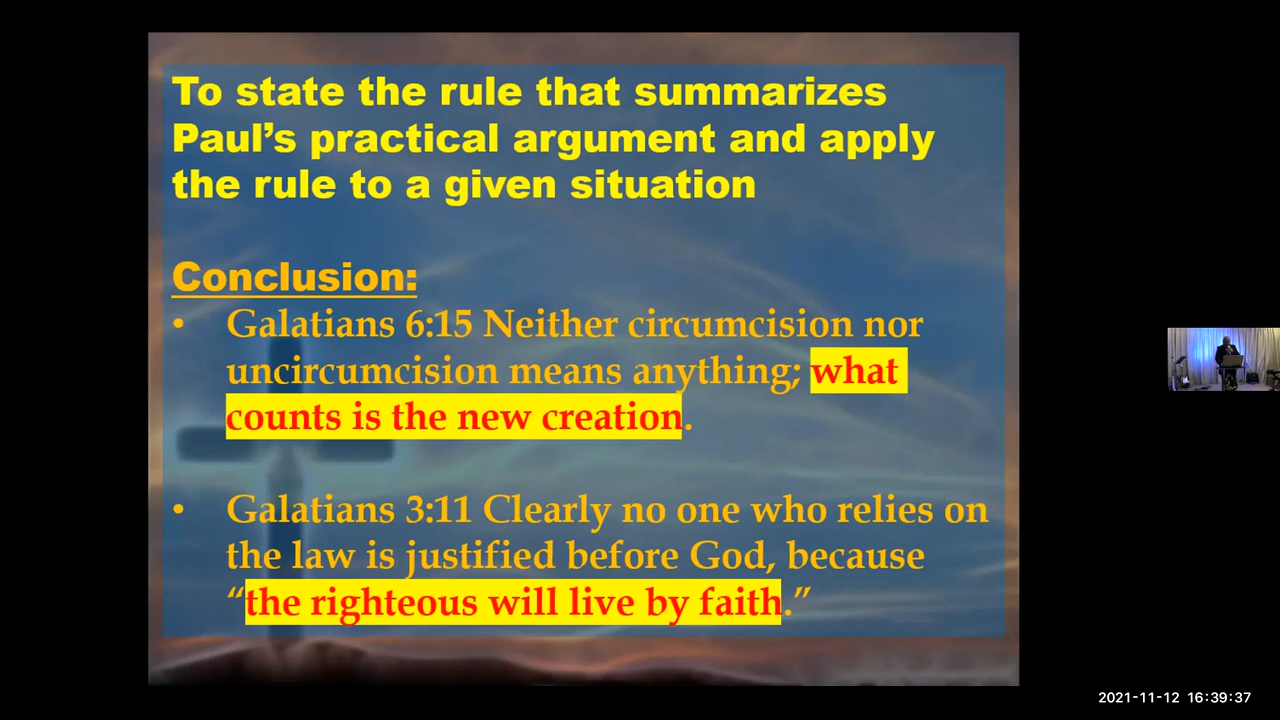 To state the rule that summarizes
Paul’s practical argument and apply
the rule to a given situation
Conclusion:
• Galatians 6:15 Neither circumcision nor
uncircumcision means anything; what
counts is the new creation.
• Galatians 3:11 Clearly no one who relies on
the law is justified before God, because
“the righteous will live by faith.”
2021-11-12 16:39:37